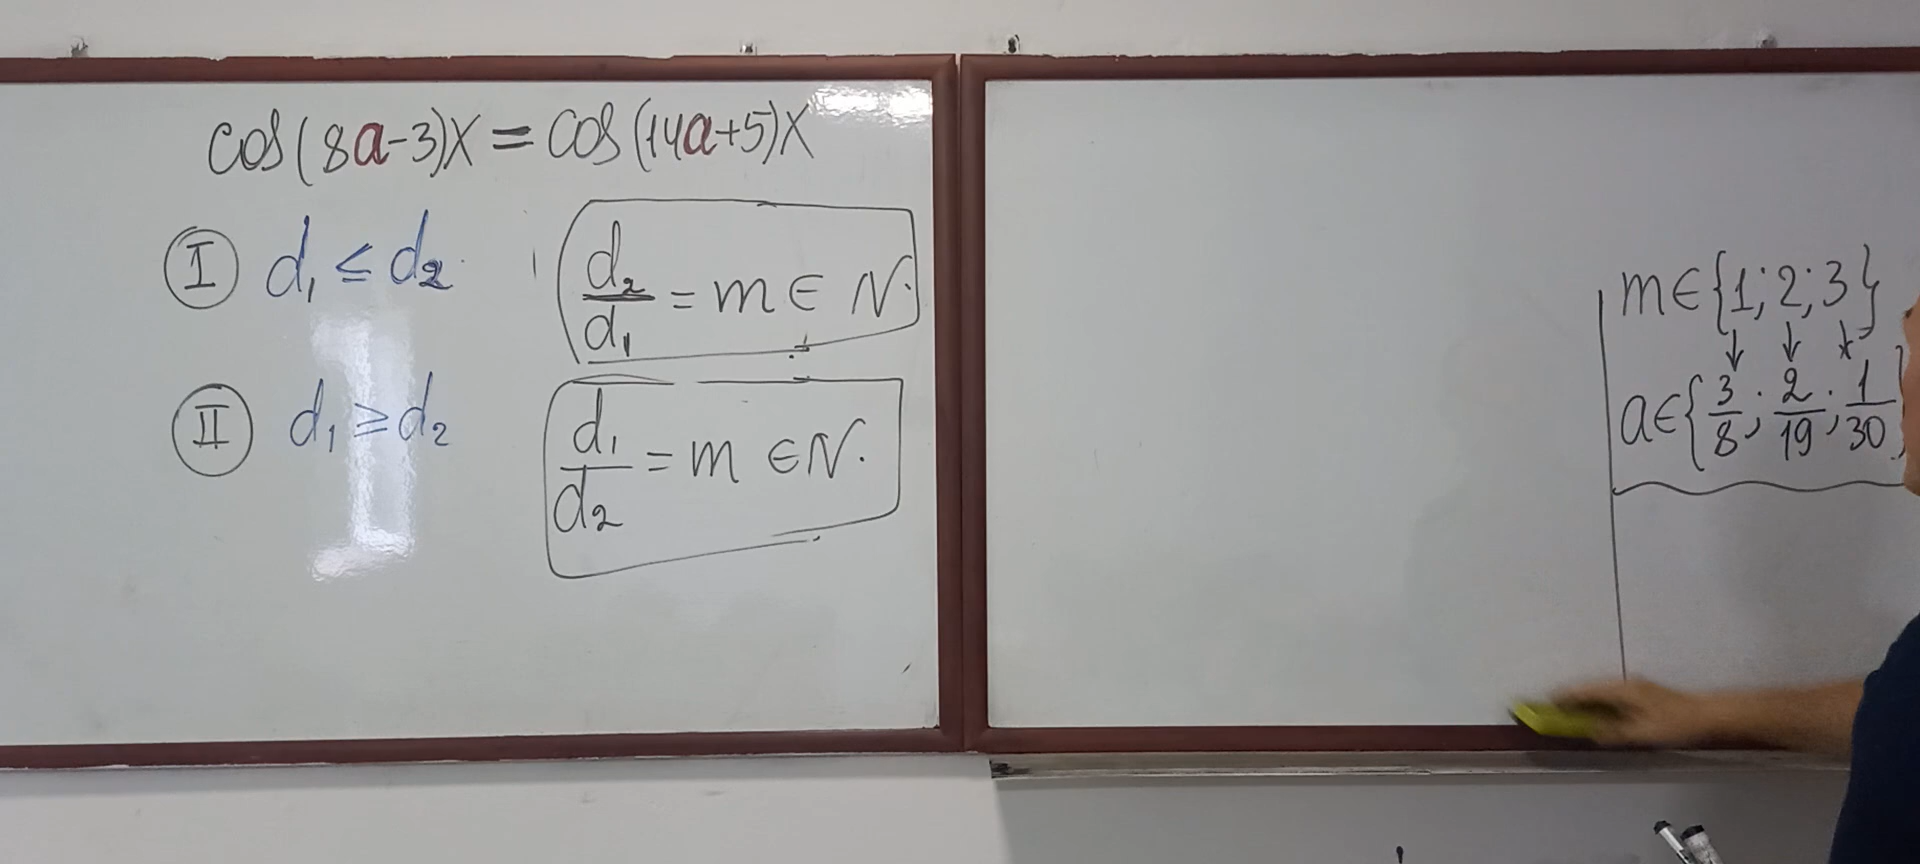 cos(8a-3)x = cos(14a+5)x
I d₁ ≤ d₂
d₂/d₁ = m ∈ N.
II d₁ ≥ d₂
d₁/d₂ = m ∈ N.
m∈{1; 2; 3}
↓ ↓ ↓
a∈{3/8; 2/19; 1/30